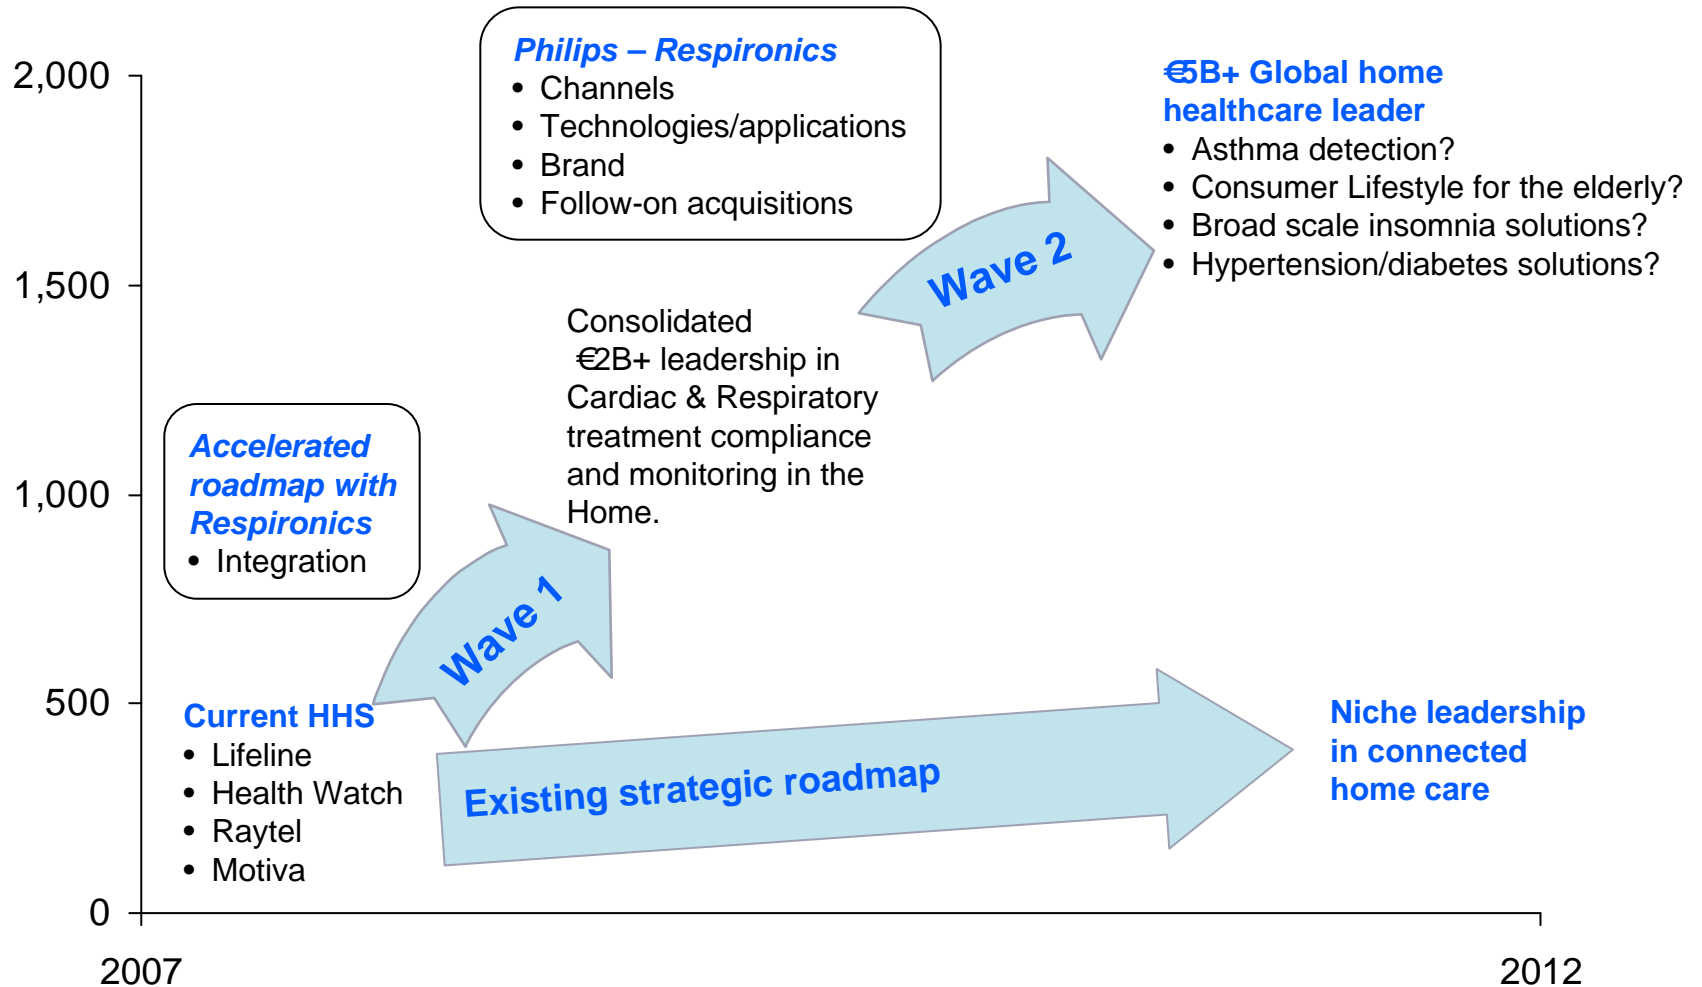 2,000
1,500
1,000
500
0
2007
2012
Philips – Respironics
• Channels
• Technologies/applications
• Brand
• Follow-on acquisitions
€5B+ Global home
healthcare leader
• Asthma detection?
• Consumer Lifestyle for the elderly?
• Broad scale insomnia solutions?
• Hypertension/diabetes solutions?
Wave 2
Consolidated
€2B+ leadership in
Cardiac & Respiratory
treatment compliance
and monitoring in the
Home.
Accelerated
roadmap with
Respironics
• Integration
Wave 1
Current HHS
• Lifeline
• Health Watch
• Raytel
• Motiva
Existing strategic roadmap
Niche leadership
in connected
home care